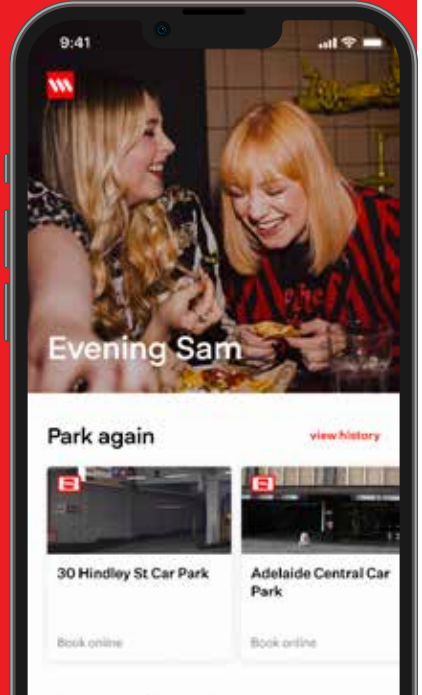 9:41
Evening Sam
Park again
view history
30 Hindley St Car Park
Adelaide Central Car
Park
Book online
Book online